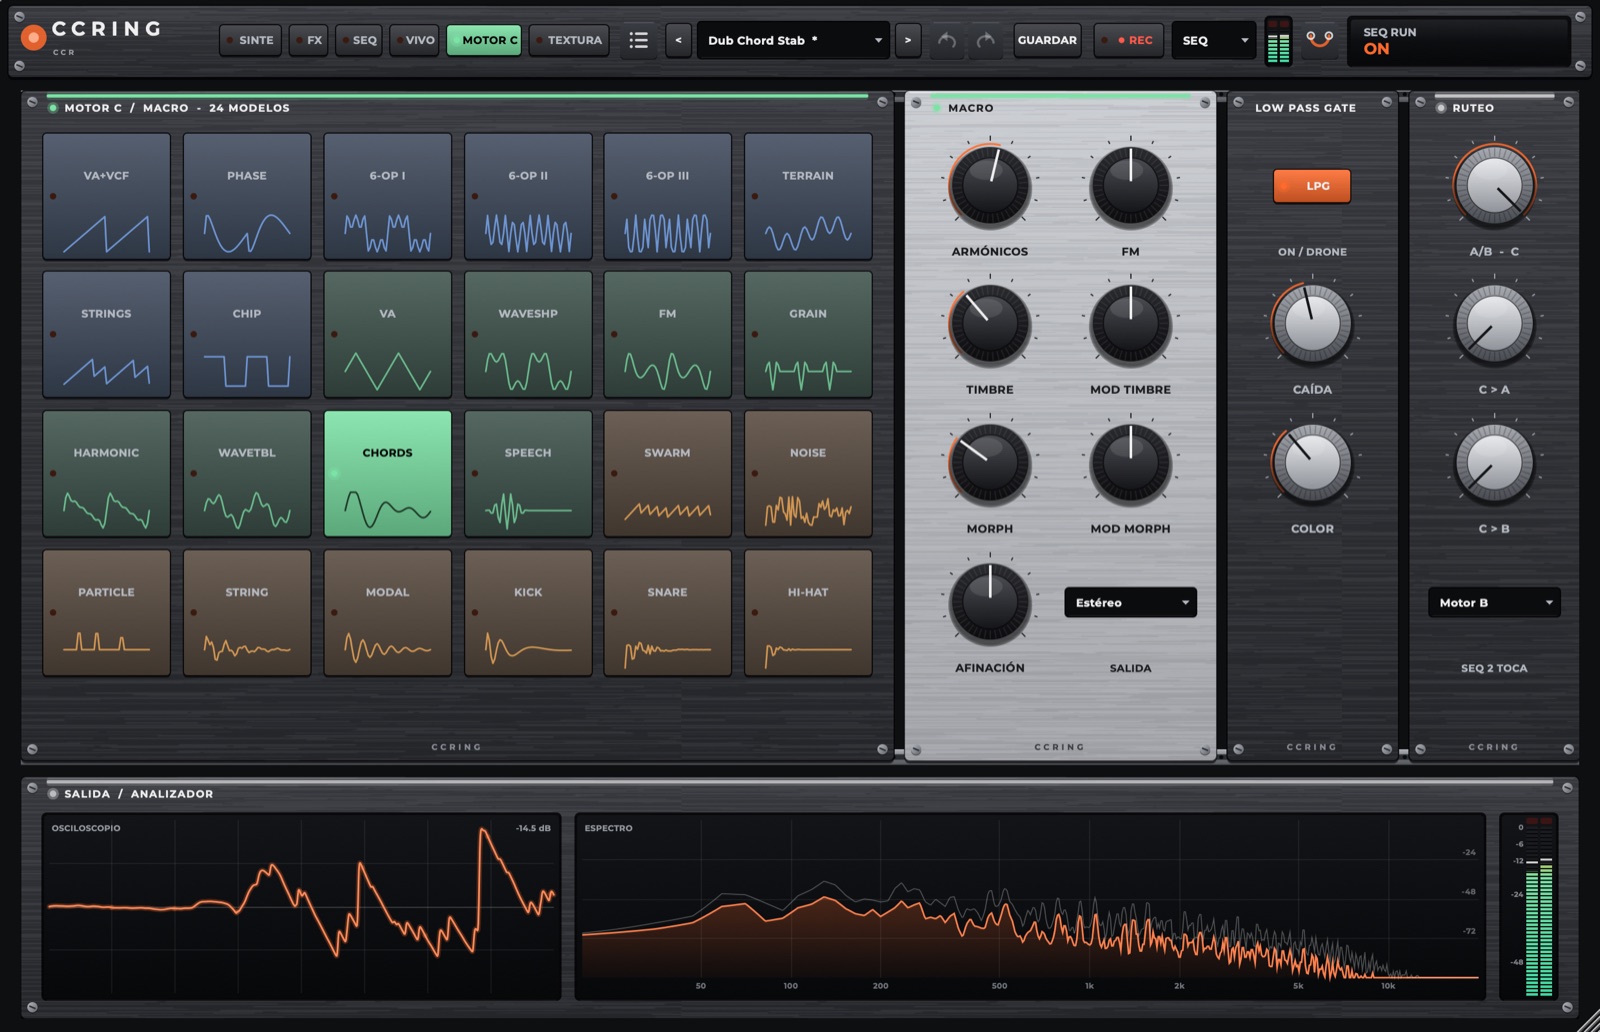 CCRING
CCR
SINTE
FX
SEQ
VIVO
MOTOR C
TEXTURA
<
Dub Chord Stab *
>
GUARDAR
REC
SEQ
SEQ RUN
ON
MOTOR C / MACRO - 24 MODELOS
VA+VCF
PHASE
6-OP I
6-OP II
6-OP III
TERRAIN
STRINGS
CHIP
VA
WAVESHP
FM
GRAIN
HARMONIC
WAVETBL
CHORDS
SPEECH
SWARM
NOISE
PARTICLE
STRING
MODAL
KICK
SNARE
HI-HAT
CCRING
MACRO
ARMÓNICOS
FM
TIMBRE
MOD TIMBRE
MORPH
MOD MORPH
AFINACIÓN
Estéreo
SALIDA
CCRING
LOW PASS GATE
LPG
ON / DRONE
CAÍDA
COLOR
CCRING
RUTEO
A/B - C
C > A
C > B
Motor B
SEQ 2 TOCA
CCRING
SALIDA / ANALIZADOR
OSCILOSCOPIO
-14.5 dB
ESPECTRO
-24
-48
-72
50
100
200
500
1k
2k
5k
10k
0
-6
-12
-24
-48